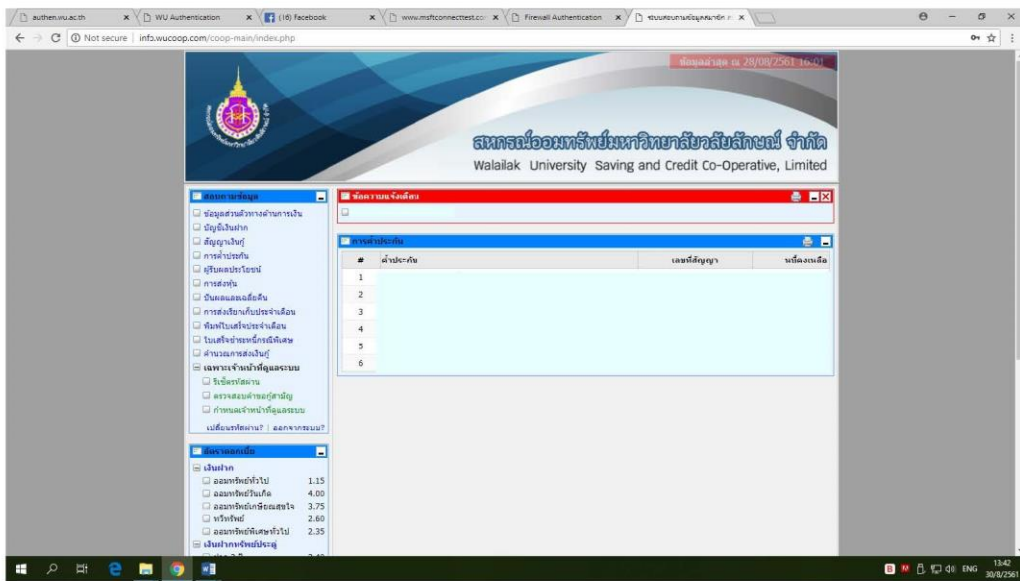 authen.wu.ac.th
WU Authentication
(16) Facebook
www.msftconnecttest.co
Firewall Authentication
ระบบสอบถามข้อมูลสมาชิก
Not secure | info.wucoop.com/coop-main/index.php
ข้อมูลล่าสุด ณ 28/08/2561 16:01
สหกรณ์ออมทรัพย์มหาวิทยาลัยวลัยลักษณ์ จำกัด
Walailak University Saving and Credit Co-Operative, Limited
สอบถามข้อมูล
ข้อมูลส่วนตัวทางด้านการเงิน
บัญชีเงินฝาก
สัญญาเงินกู้
การค้ำประกัน
ผู้รับผลประโยชน์
การส่งหุ้น
ปันผลและเฉลี่ยคืน
การส่งเรียกเก็บประจำเดือน
พิมพ์ใบเสร็จประจำเดือน
ใบเสร็จชำระหนี้กรณีพิเศษ
คำนวณการส่งเงินกู้
เฉพาะเจ้าหน้าที่ดูแลระบบ
รีเซ็ตรหัสผ่าน
ตรวจสอบคำขอกู้สามัญ
กำหนดเจ้าหน้าที่ดูแลระบบ
เปลี่ยนรหัสผ่าน? | ออกจากระบบ?
อัตราดอกเบี้ย
เงินฝาก
ออมทรัพย์ทั่วไป 1.15
ออมทรัพย์วันเกิด 4.00
ออมทรัพย์เกษียณสุขใจ 3.75
ทวีทรัพย์ 2.60
ออมทรัพย์พิเศษทั่วไป 2.35
เงินฝากทรัพย์ประดู่
ข้อความแจ้งเตือน
การค้ำประกัน
# ค้ำประกัน เลขที่สัญญา หนี้คงเหลือ
1
2
3
4
5
6
ENG
13:42
30/8/2561